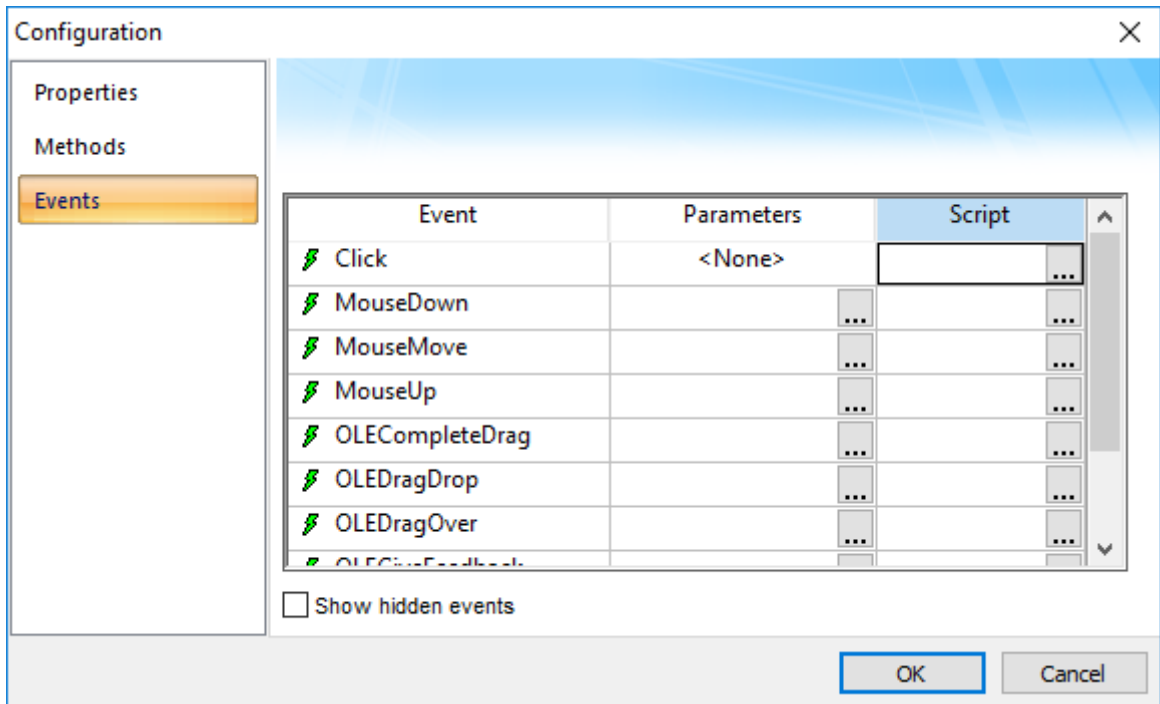 Configuration
Properties
Methods
Events
Event Parameters Script
Click <None> ...
MouseDown ... ...
MouseMove ... ...
MouseUp ... ...
OLECompleteDrag ... ...
OLEDragDrop ... ...
OLEDragOver ... ...
OLEGiveFeedback
Show hidden events
OK Cancel